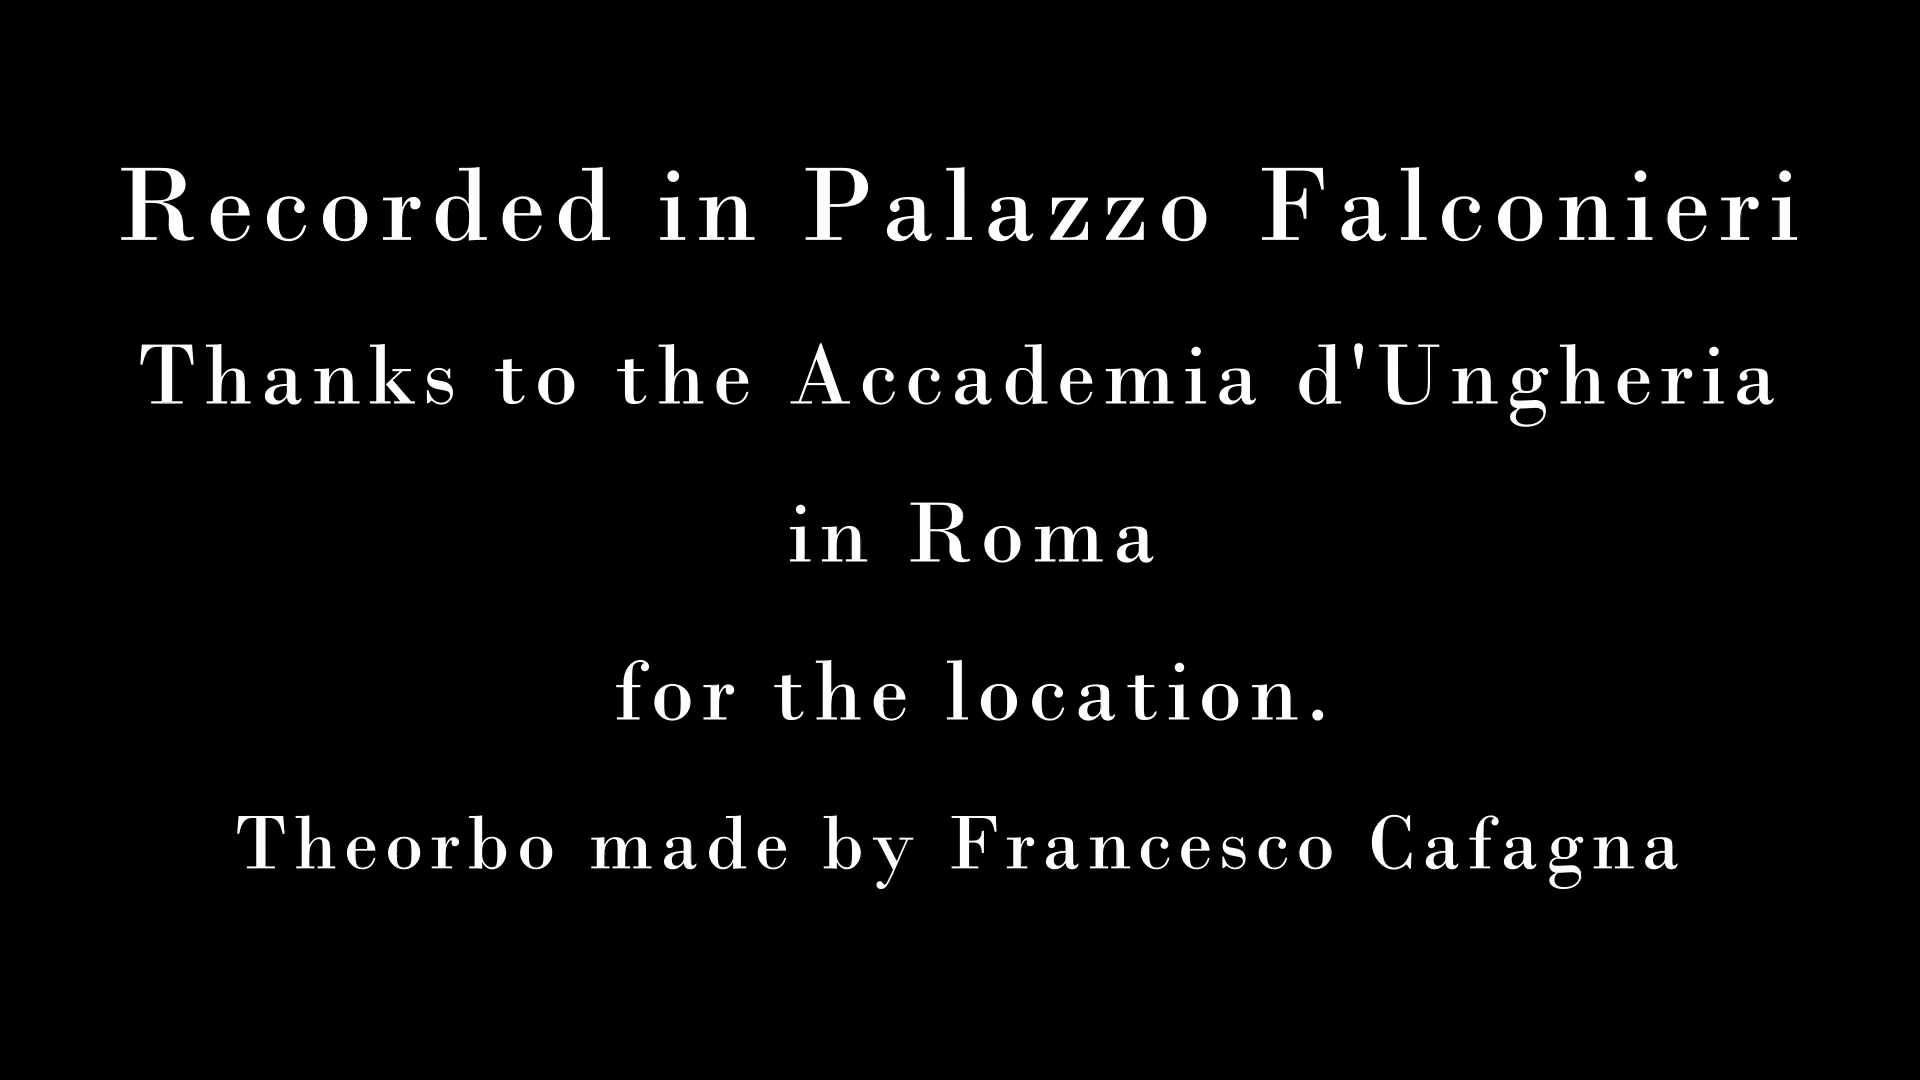 Recorded in Palazzo Falconieri
Thanks to the Accademia d'Ungheria
in Roma
for the location.
Theorbo made by Francesco Cafagna